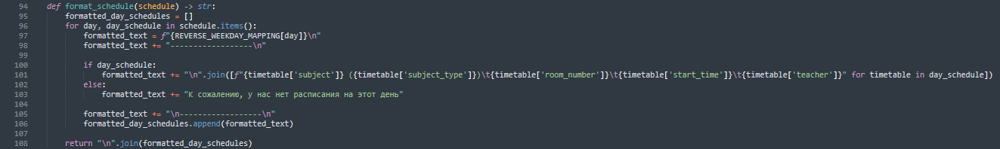 94 def format_schedule(schedule) -> str:
95 formatted_day_schedules = []
96 for day, day_schedule in schedule.items():
97 formatted_text = f"{REVERSE_WEEKDAY_MAPPING[day]}\n"
98 formatted_text += "------------------\n"
99
100 if day_schedule:
101 formatted_text += "\n".join([f"{timetable['subject']} ({timetable['subject_type']})\t{timetable['room_number']}\t{timetable['start_time']}\t{timetable['teacher']}" for timetable in day_schedule])
102 else:
103 formatted_text += "К сожалению, у нас нет расписания на этот день"
104
105 formatted_text += "\n------------------\n"
106 formatted_day_schedules.append(formatted_text)
107
108 return "\n".join(formatted_day_schedules)